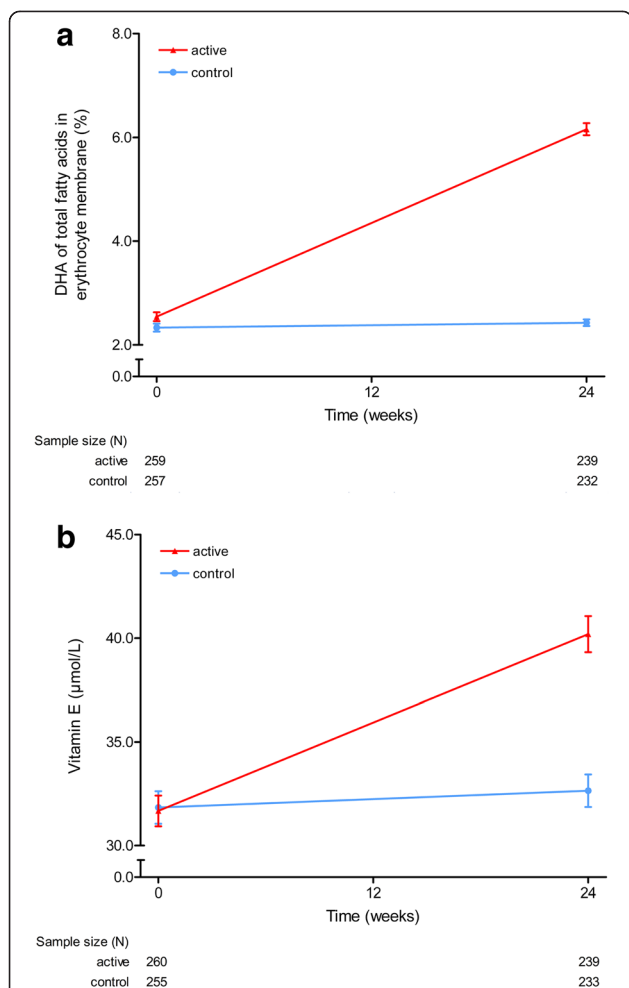 a
8.0
active
control
6.0
4.0
2.0
0.0
DHA of total fatty acids in
erythrocyte membrane (%)
0 12 24
Time (weeks)
Sample size (N)
active 259 239
control 257 232
b
45.0
active
control
40.0
35.0
30.0
0.0
Vitamin E (μmol/L)
0 12 24
Time (weeks)
Sample size (N)
active 260 239
control 255 233